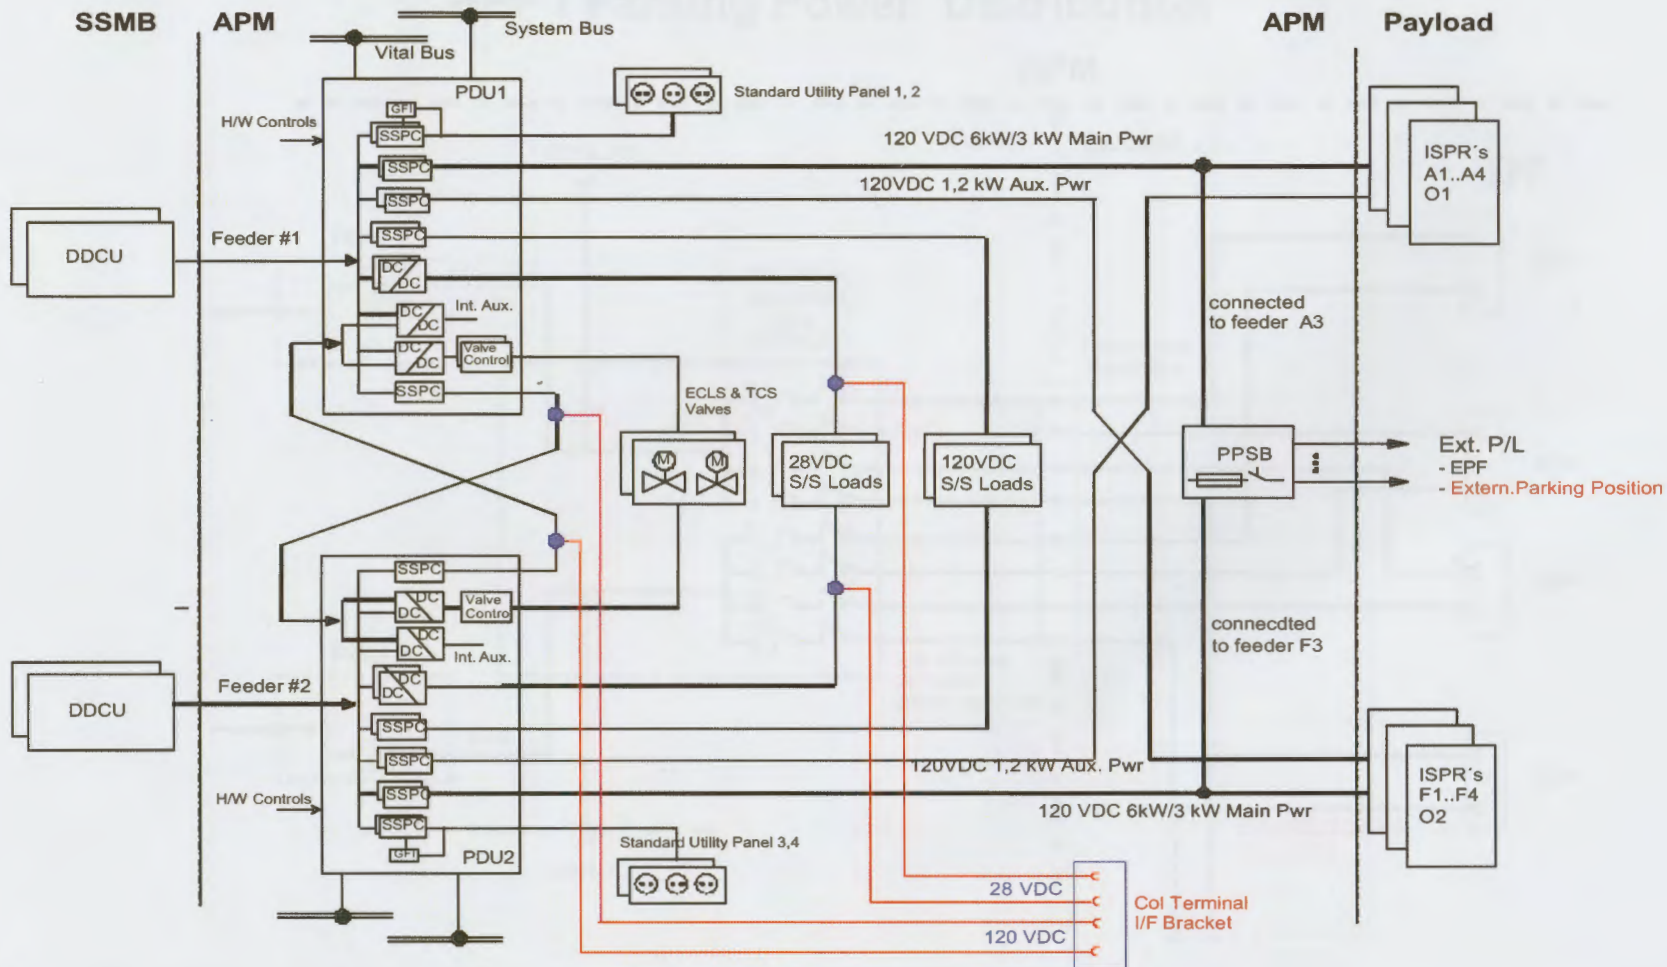 SSMB
APM
System Bus
Vital Bus
APM
Payload
PDU1
GFI
SSPC
H/W Controls
Standard Utility Panel 1, 2
120 VDC 6kW/3 kW Main Pwr
SSPC
120VDC 1,2 kW Aux. Pwr
SSPC
ISPR´s
A1..A4
O1
Feeder #1
SSPC
DDCU
DC
DC
Int. Aux.
DC
DC
DC
DC
Valve
Control
SSPC
connected
to feeder A3
ECLS & TCS
Valves
M
M
28VDC
S/S Loads
120VDC
S/S Loads
PPSB
Ext. P/L
- EPF
- Extern.Parking Position
SSPC
DC
DC
Valve
Control
DC
DC
Int. Aux.
connecdted
to feeder F3
Feeder #2
DC
DC
DDCU
SSPC
SSPC
120VDC 1,2 kW Aux. Pwr
H/W Controls
SSPC
120 VDC 6kW/3 kW Main Pwr
ISPR´s
F1..F4
O2
SSPC
GFI
PDU2
Standard Utility Panel 3,4
28 VDC
120 VDC
Col Terminal
I/F Bracket